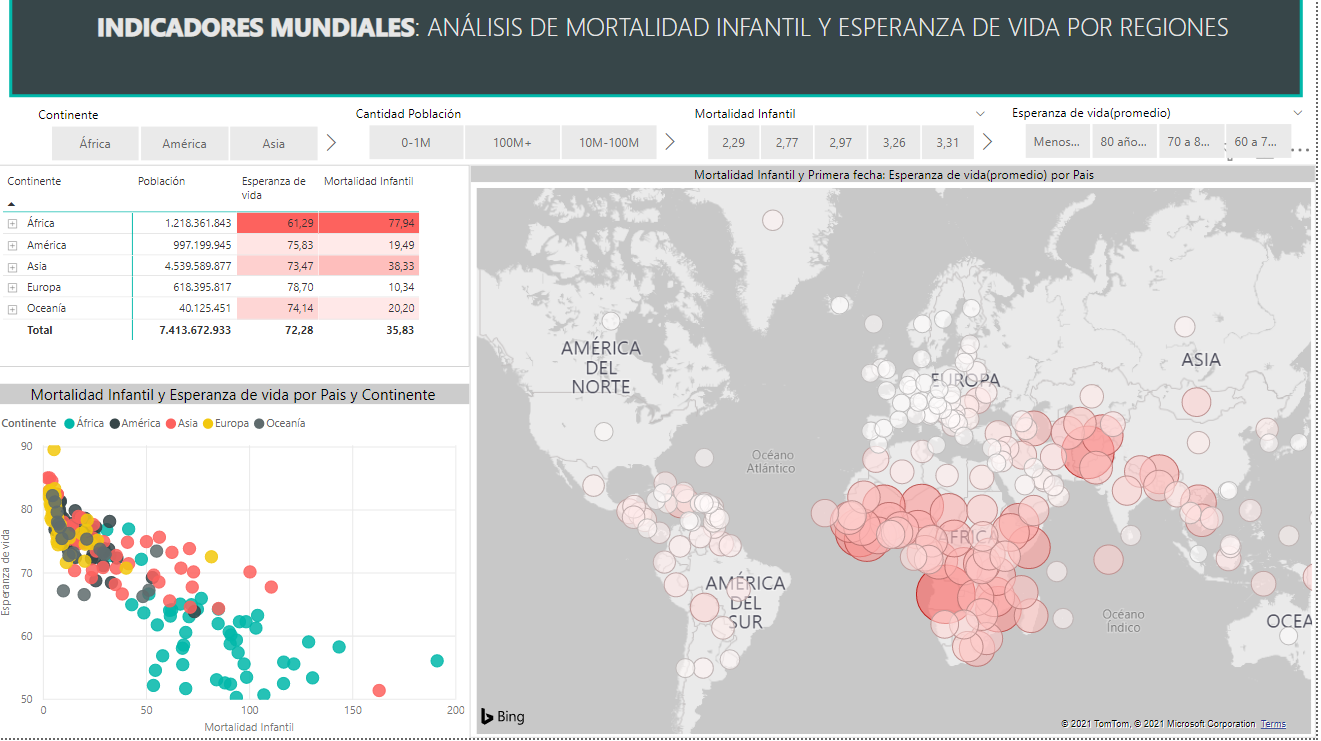 INDICADORES MUNDIALES: ANÁLISIS DE MORTALIDAD INFANTIL Y ESPERANZA DE VIDA POR REGIONES
Continente
África
América
Asia
Cantidad Población
0-1M
100M+
10M-100M
Mortalidad Infantil
2,29
2,77
2,97
3,26
3,31
Esperanza de vida(promedio)
Menos...
80 año...
70 a 8...
60 a 7...
Continente Población Esperanza de vida Mortalidad Infantil
África 1.218.361.843 61,29 77,94
América 997.199.945 75,83 19,49
Asia 4.539.589.877 73,47 38,33
Europa 618.395.817 78,70 10,34
Oceanía 40.125.451 74,14 20,20
Total 7.413.672.933 72,28 35,83
Mortalidad Infantil y Esperanza de vida por Pais y Continente
Continente África América Asia Europa Oceanía
Esperanza de vida
90
80
70
60
50
0 50 100 150 200
Mortalidad Infantil
Mortalidad Infantil y Primera fecha: Esperanza de vida(promedio) por Pais
AMÉRICA
DEL
NORTE
EUROPA
ASIA
Océano
Atlántico
ÁFRIC
AMÉRICA
DEL
SUR
Océano
Índico
OCEA
Bing
© 2021 TomTom, © 2021 Microsoft Corporation Terms